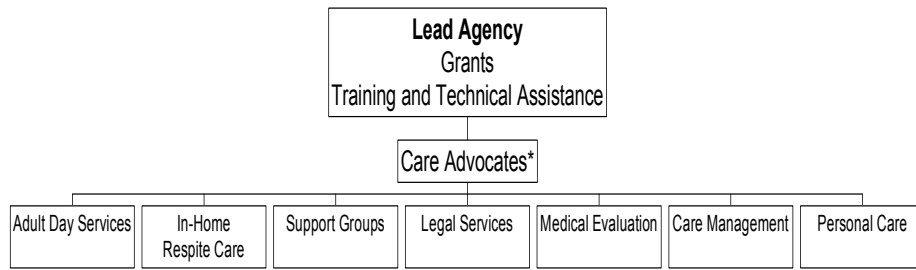 Lead Agency
Grants
Training and Technical Assistance
Care Advocates*
Adult Day Services
In-Home
Respite Care
Support Groups
Legal Services
Medical Evaluation
Care Management
Personal Care